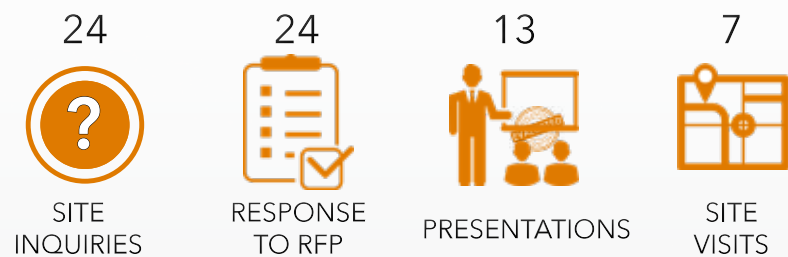 24
24
13
7
?
SITE
INQUIRIES
RESPONSE
TO RFP
PRESENTATIONS
SITE
VISITS